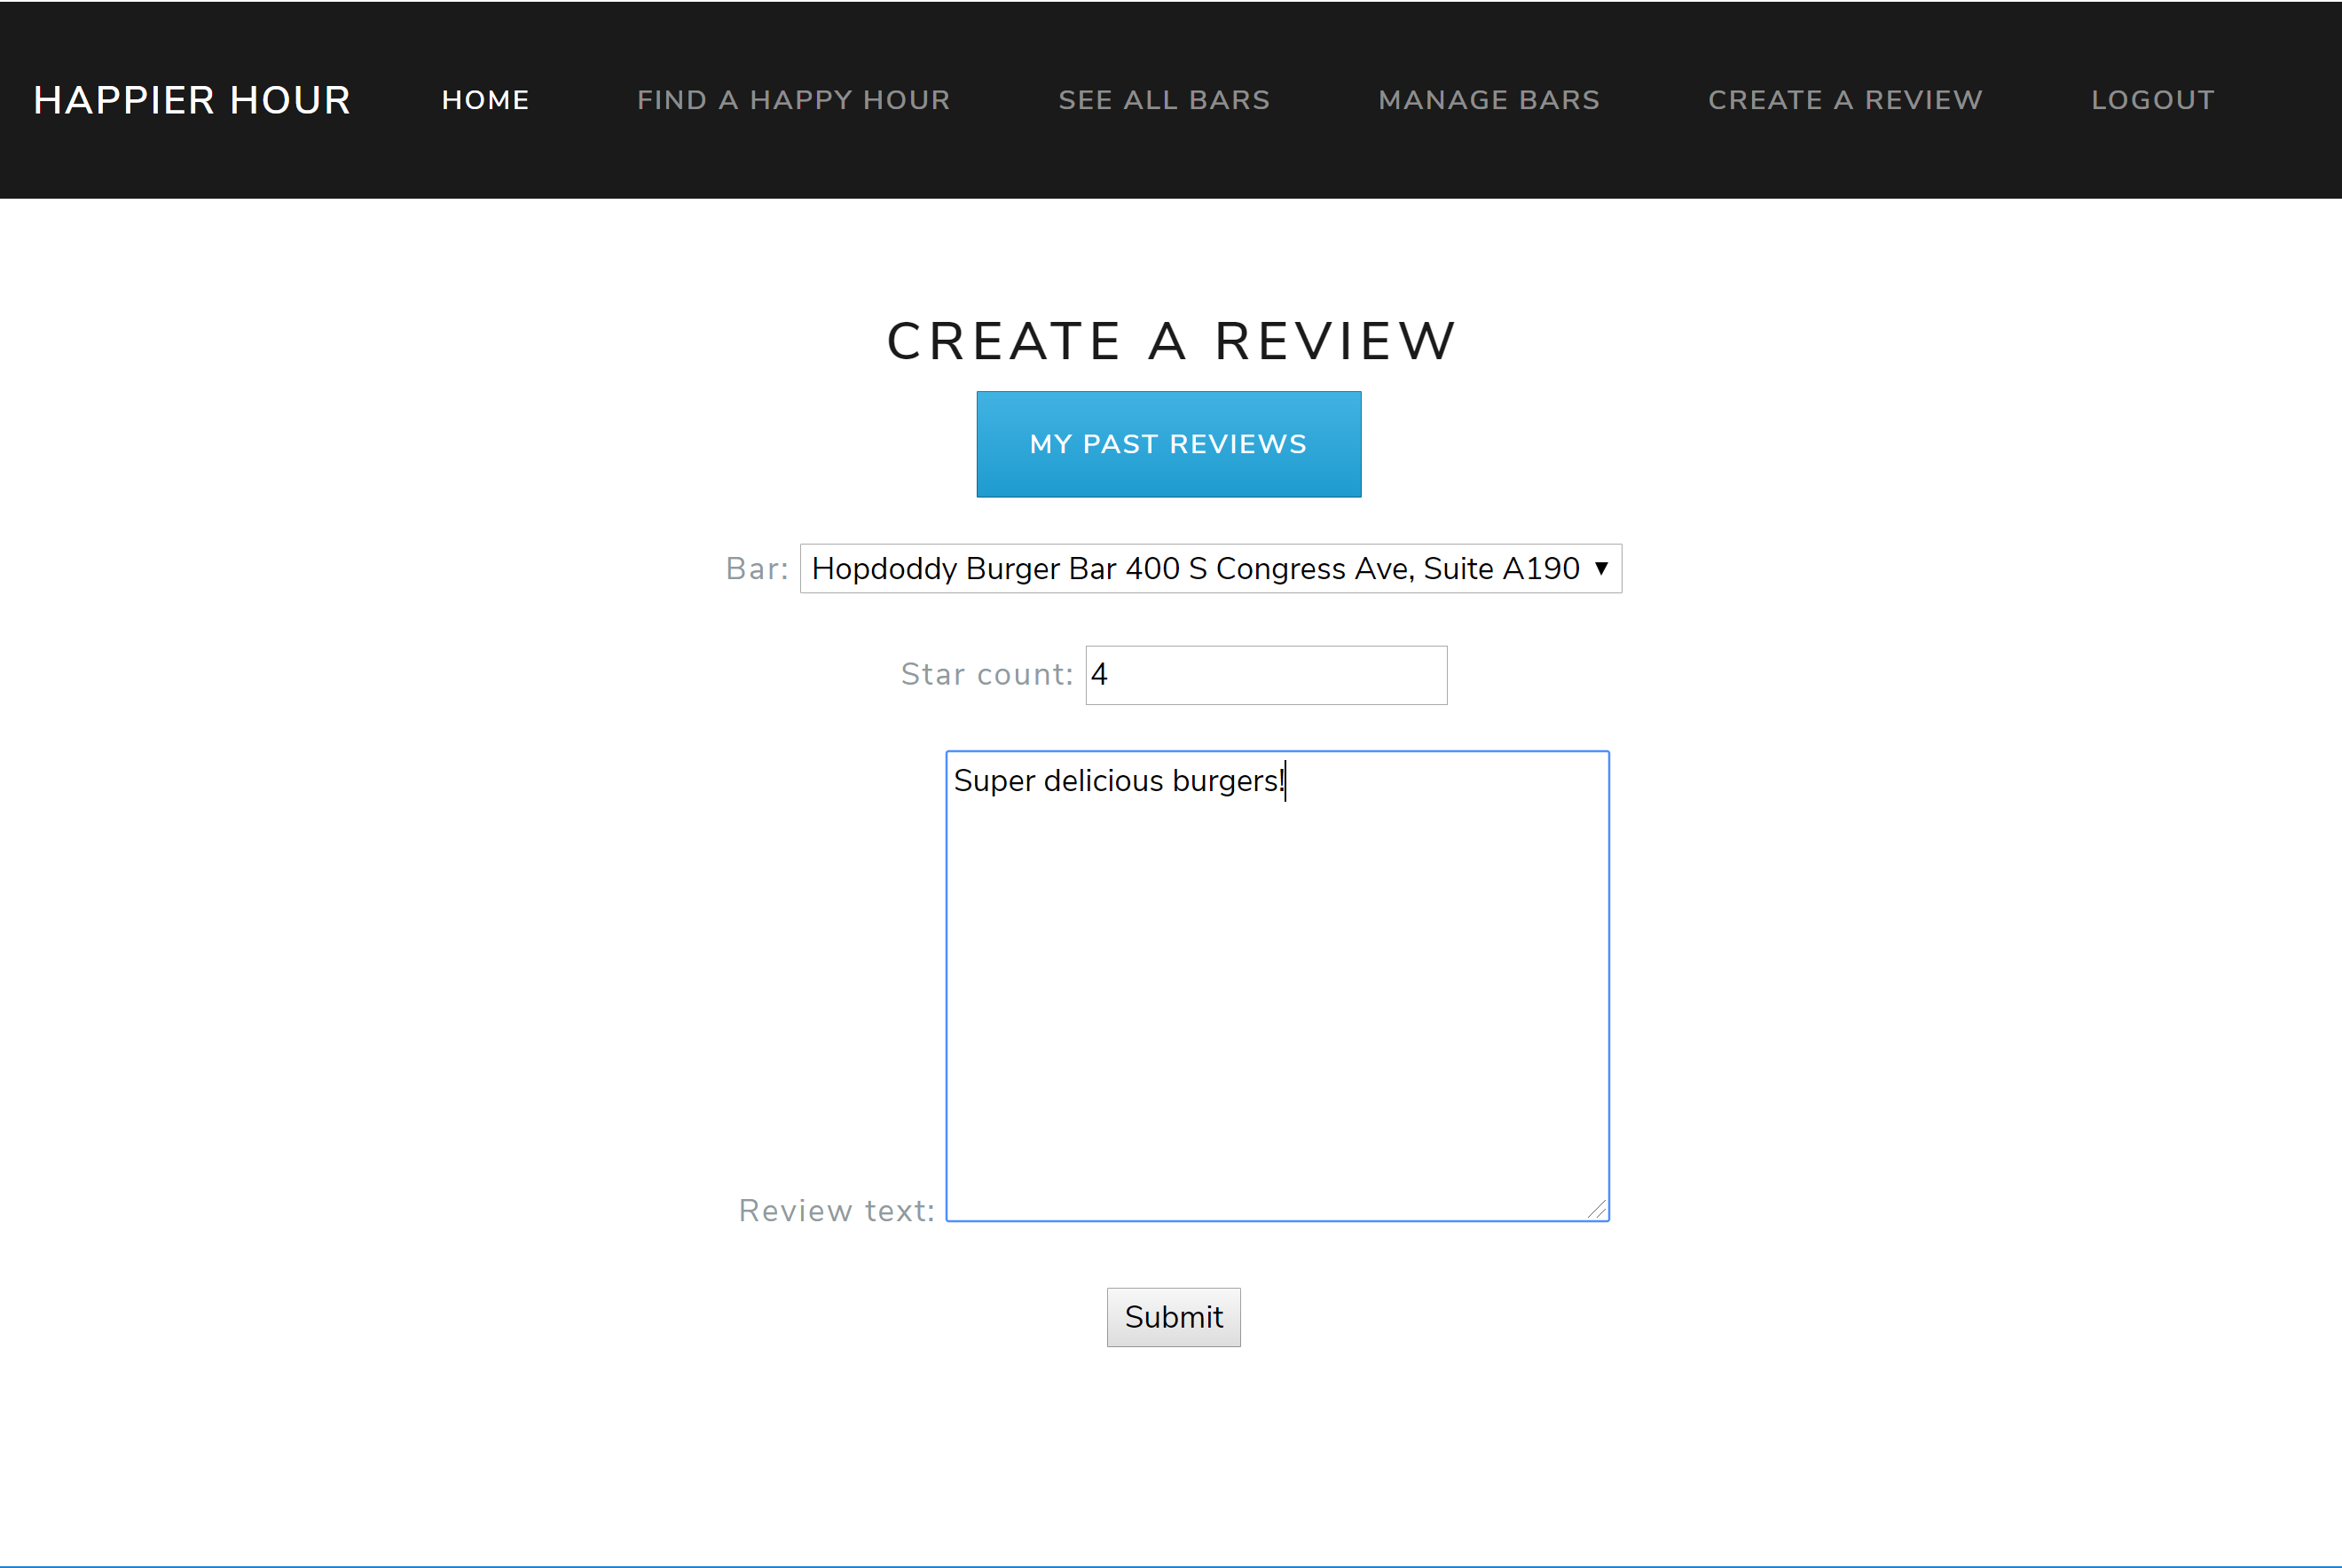 HAPPIER HOUR HOME FIND A HAPPY HOUR SEE ALL BARS MANAGE BARS CREATE A REVIEW LOGOUT
CREATE A REVIEW
MY PAST REVIEWS
Bar: Hopdoddy Burger Bar 400 S Congress Ave, Suite A190
Star count: 4
Super delicious burgers!
Review text:
Submit